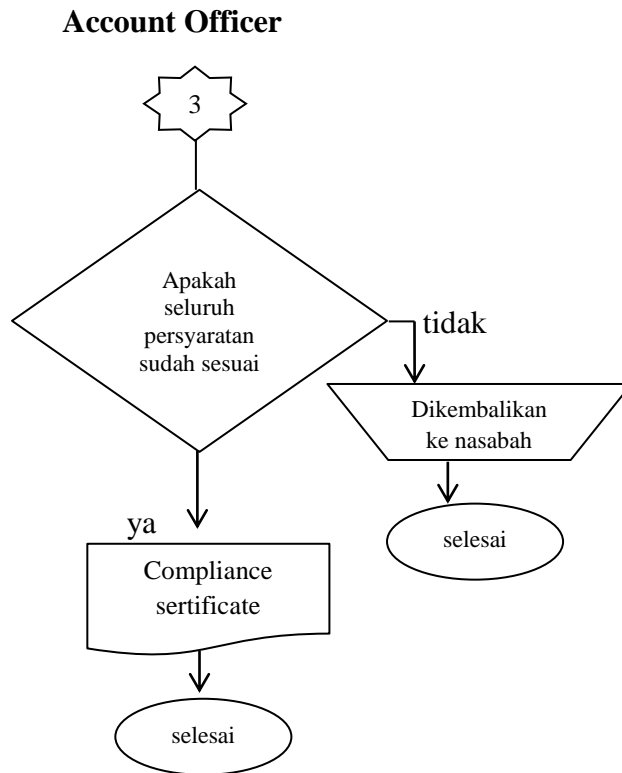 Account Officer
3
Apakah
seluruh
persyaratan
sudah sesuai
tidak
Dikembalikan
ke nasabah
selesai
ya
Compliance
sertificate
selesai